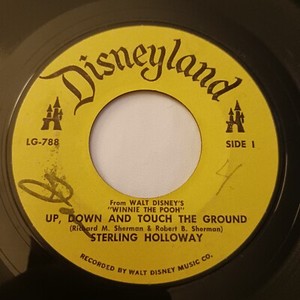 Disneyland
LG-788 SIDE 1
From WALT DISNEY'S
"WINNIE THE POOH"
UP, DOWN AND TOUCH THE GROUND
(Richard M. Sherman & Robert B. Sherman)
STERLING HOLLOWAY
RECORDED BY WALT DISNEY MUSIC CO.